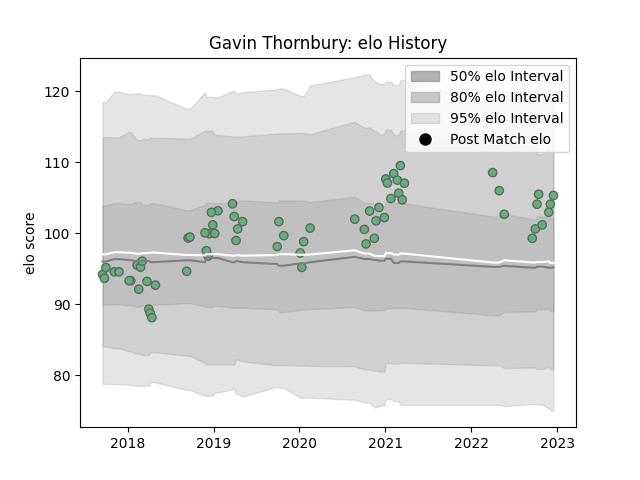 Gavin Thornbury: elo History
50% elo Interval
80% elo Interval
95% elo Interval
Post Match elo
elo score
120
110
100
90
80
2018 2019 2020 2021 2022 2023